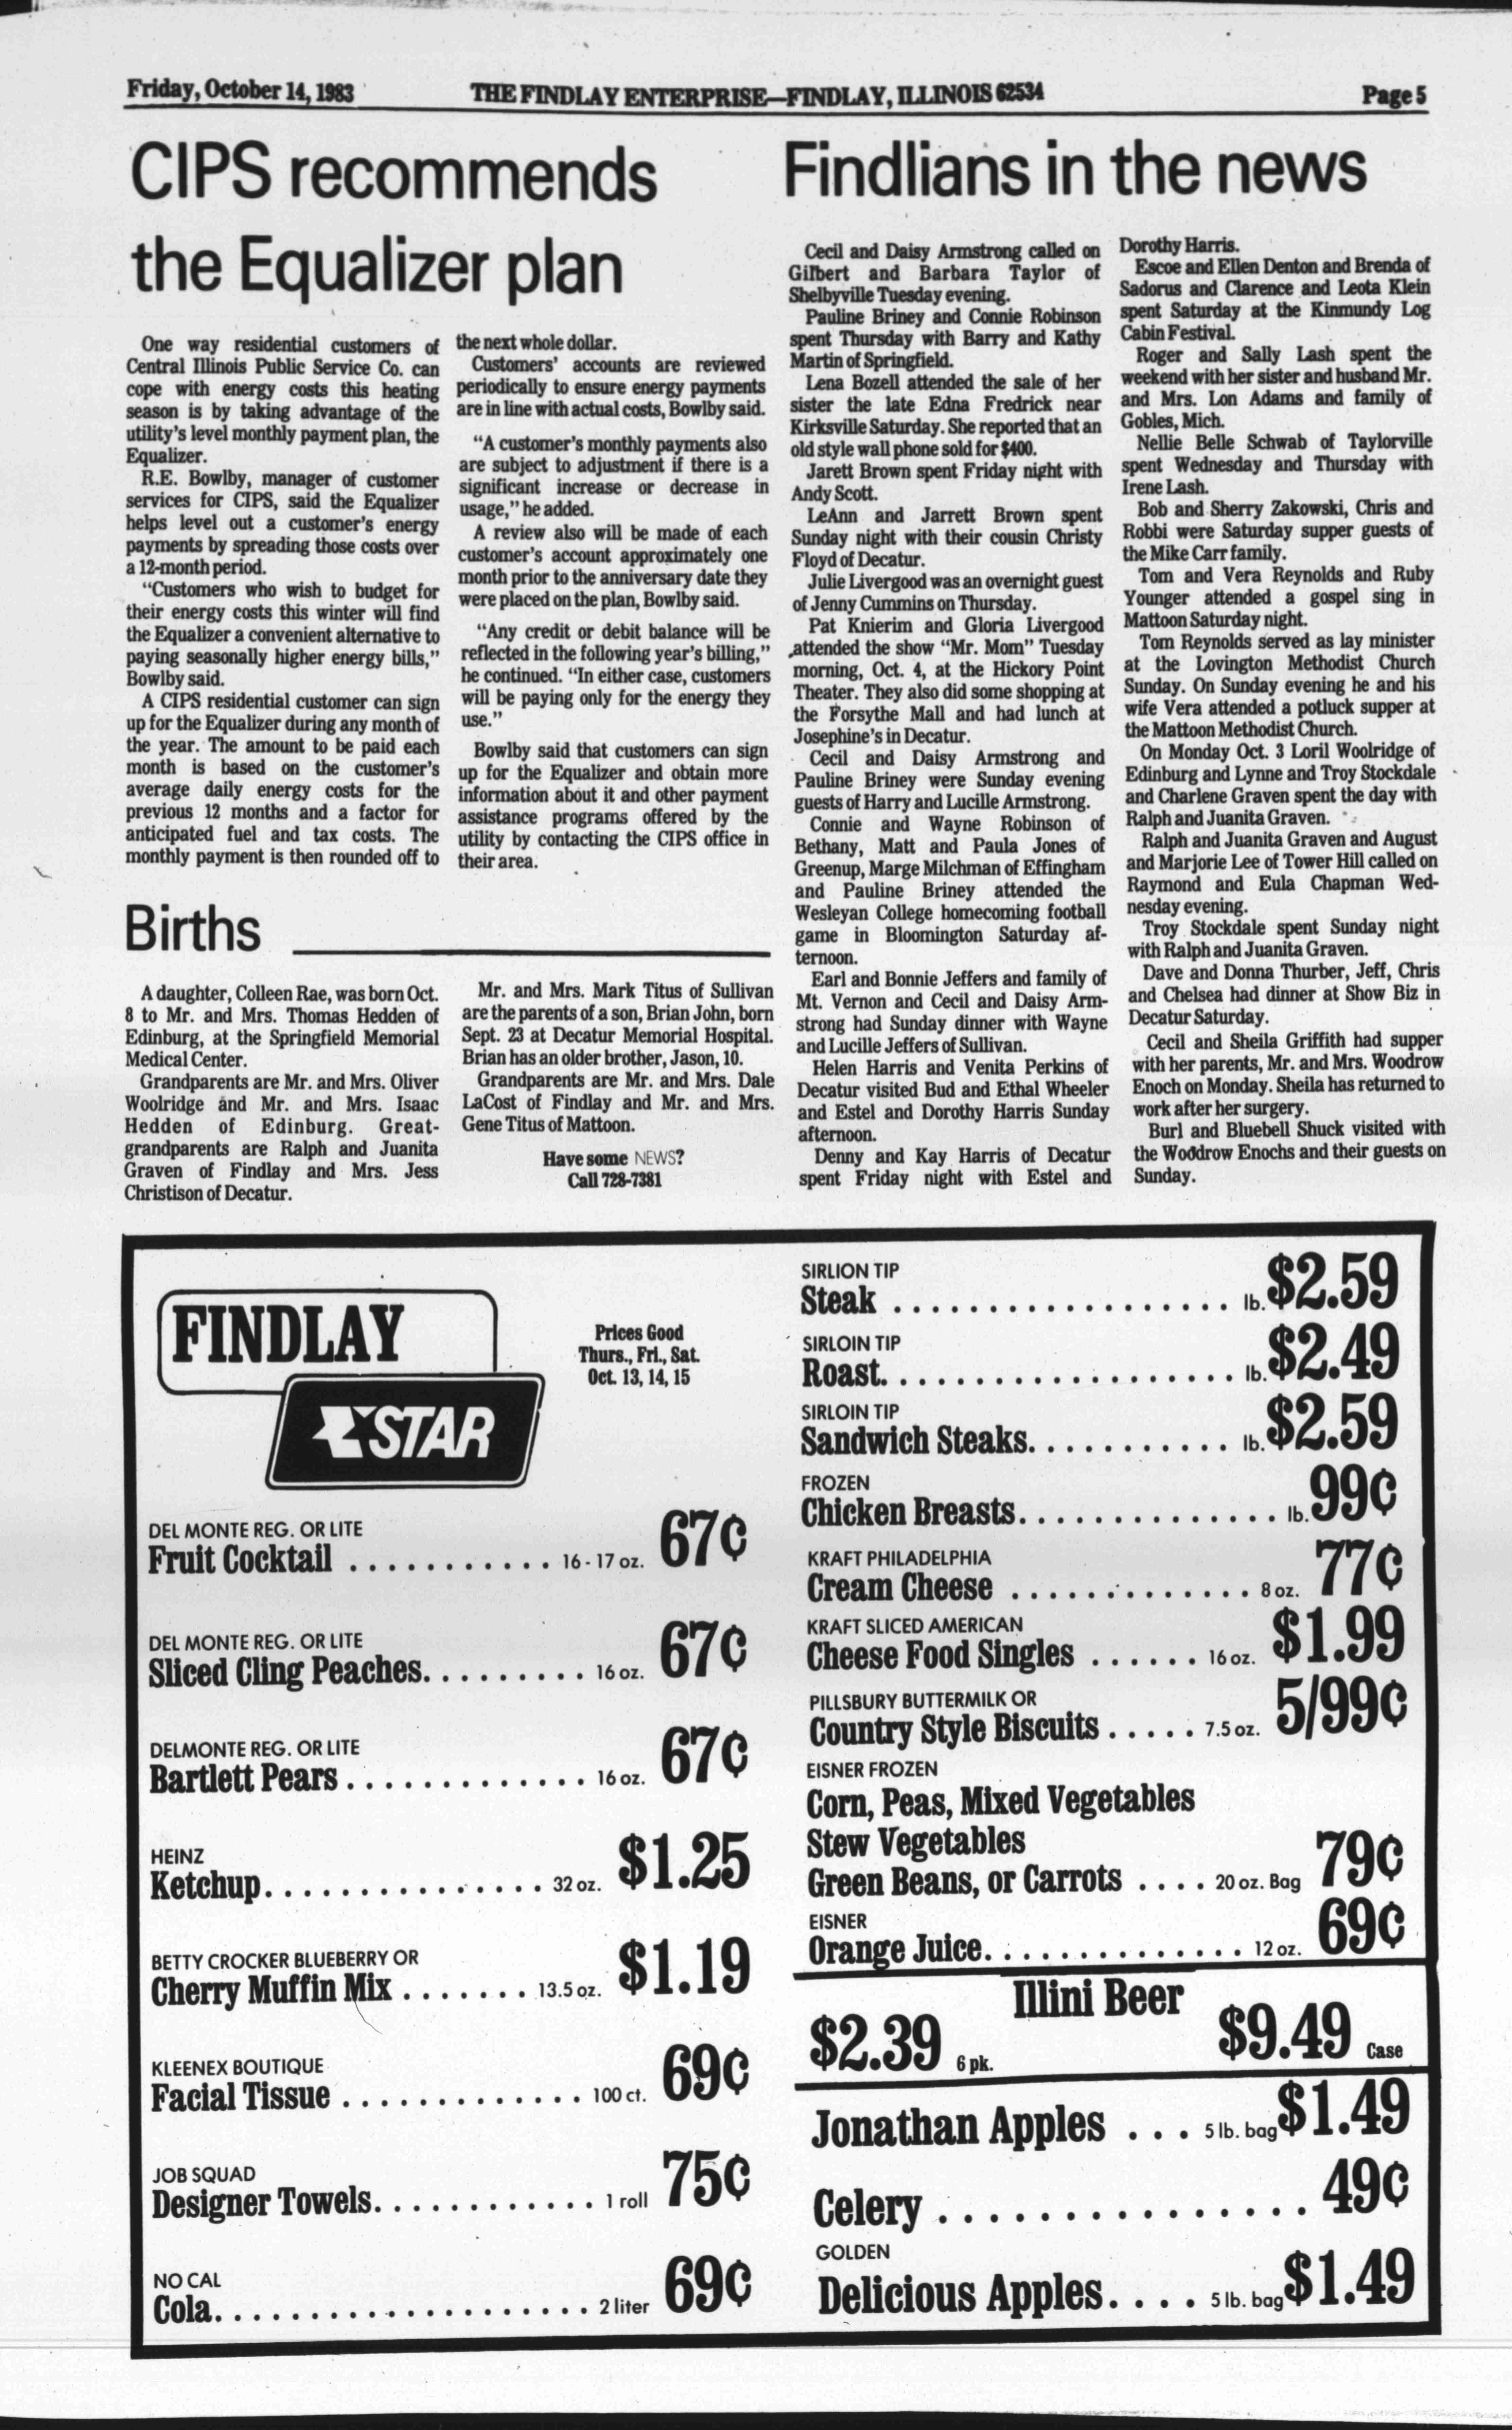 Friday, October 14, 1983
THE FINDLAY ENTERPRISE—FINDLAY, ILLINOIS 62534
Page 5
CIPS recommends
the Equalizer plan
One way residential customers of
Central Illinois Public Service Co. can
cope with energy costs this heating
season is by taking advantage of the
utility's level monthly payment plan, the
Equalizer.
R.E. Bowlby, manager of customer
services for CIPS, said the Equalizer
helps level out a customer's energy
payments by spreading those costs over
a 12-month period.
"Customers who wish to budget for
their energy costs this winter will find
the Equalizer a convenient alternative to
paying seasonally higher energy bills,"
Bowlby said.
A CIPS residential customer can sign
up for the Equalizer during any month of
the year. The amount to be paid each
month is based on the customer's
average daily energy costs for the
previous 12 months and a factor for
anticipated fuel and tax costs. The
monthly payment is then rounded off to
the next whole dollar.
Customers' accounts are reviewed
periodically to ensure energy payments
are in line with actual costs, Bowlby said.
"A customer's monthly payments also
are subject to adjustment if there is a
significant increase or decrease in
usage," he added.
A review also will be made of each
customer's account approximately one
month prior to the anniversary date they
were placed on the plan, Bowlby said.
"Any credit or debit balance will be
reflected in the following year's billing,"
he continued. "In either case, customers
will be paying only for the energy they
use."
Bowlby said that customers can sign
up for the Equalizer and obtain more
information about it and other payment
assistance programs offered by the
utility by contacting the CIPS office in
their area.
Births
A daughter, Colleen Rae, was born Oct.
8 to Mr. and Mrs. Thomas Hedden of
Edinburg, at the Springfield Memorial
Medical Center.
Grandparents are Mr. and Mrs. Oliver
Woolridge and Mr. and Mrs. Isaac
Hedden of Edinburg. Great-
grandparents are Ralph and Juanita
Graven of Findlay and Mrs. Jess
Christison of Decatur.
Mr. and Mrs. Mark Titus of Sullivan
are the parents of a son, Brian John, born
Sept. 23 at Decatur Memorial Hospital.
Brian has an older brother, Jason, 10.
Grandparents are Mr. and Mrs. Dale
LaCost of Findlay and Mr. and Mrs.
Gene Titus of Mattoon.
Have some NEWS?
Call 728-7381
Findlians in the news
Cecil and Daisy Armstrong called on
Gilbert and Barbara Taylor of
Shelbyville Tuesday evening.
Pauline Briney and Connie Robinson
spent Thursday with Barry and Kathy
Martin of Springfield.
Lena Bozell attended the sale of her
sister the late Edna Fredrick near
Kirksville Saturday. She reported that an
old style wall phone sold for $400.
Jarett Brown spent Friday night with
Andy Scott.
LeAnn and Jarrett Brown spent
Sunday night with their cousin Christy
Floyd of Decatur.
Julie Livergood was an overnight guest
of Jenny Cummins on Thursday.
Pat Knierim and Gloria Livergood
attended the show "Mr. Mom" Tuesday
morning, Oct. 4, at the Hickory Point
Theater. They also did some shopping at
the Forsythe Mall and had lunch at
Josephine's in Decatur.
Cecil and Daisy Armstrong and
Pauline Briney were Sunday evening
guests of Harry and Lucille Armstrong.
Connie and Wayne Robinson of
Bethany, Matt and Paula Jones of
Greenup, Marge Milchman of Effingham
and Pauline Briney attended the
Wesleyan College homecoming football
game in Bloomington Saturday af-
ternoon.
Earl and Bonnie Jeffers and family of
Mt. Vernon and Cecil and Daisy Arm-
strong had Sunday dinner with Wayne
and Lucille Jeffers of Sullivan.
Helen Harris and Venita Perkins of
Decatur visited Bud and Ethal Wheeler
and Estel and Dorothy Harris Sunday
afternoon.
Denny and Kay Harris of Decatur
spent Friday night with Estel and
Dorothy Harris.
Escoe and Ellen Denton and Brenda of
Sadorus and Clarence and Leota Klein
spent Saturday at the Kinmundy Log
Cabin Festival.
Roger and Sally Lash spent the
weekend with her sister and husband Mr.
and Mrs. Lon Adams and family of
Gobles, Mich.
Nellie Belle Schwab of Taylorville
spent Wednesday and Thursday with
Irene Lash.
Bob and Sherry Zakowski, Chris and
Robbi were Saturday supper guests of
the Mike Carr family.
Tom and Vera Reynolds and Ruby
Younger attended a gospel sing in
Mattoon Saturday night.
Tom Reynolds served as lay minister
at the Lovington Methodist Church
Sunday. On Sunday evening he and his
wife Vera attended a potluck supper at
the Mattoon Methodist Church.
On Monday Oct. 3 Loril Woolridge of
Edinburg and Lynne and Troy Stockdale
and Charlene Graven spent the day with
Ralph and Juanita Graven.
Ralph and Juanita Graven and August
and Marjorie Lee of Tower Hill called on
Raymond and Eula Chapman Wed-
nesday evening.
Troy Stockdale spent Sunday night
with Ralph and Juanita Graven.
Dave and Donna Thurber, Jeff, Chris
and Chelsea had dinner at Show Biz in
Decatur Saturday.
Cecil and Sheila Griffith had supper
with her parents, Mr. and Mrs. Woodrow
Enoch on Monday. Sheila has returned to
work after her surgery.
Burl and Bluebell Shuck visited with
the Woodrow Enochs and their guests on
Sunday.
FINDLAY
STAR
Prices Good
Thurs., Fri., Sat.
Oct. 13, 14, 15
DEL MONTE REG. OR LITE
Fruit Cocktail ........... 16 - 17 oz. 67¢
DEL MONTE REG. OR LITE
Sliced Cling Peaches......... 16 oz. 67¢
DELMONTE REG. OR LITE
Bartlett Pears ............. 16 oz. 67¢
HEINZ
Ketchup............... 32 oz. $1.25
BETTY CROCKER BLUEBERRY OR
Cherry Muffin Mix ....... 13.5 oz. $1.19
KLEENEX BOUTIQUE
Facial Tissue ............. 100 ct. 69¢
JOB SQUAD
Designer Towels............ 1 roll 75¢
NO CAL
Cola.................... 2 liter 69¢
SIRLION TIP
Steak .................. lb. $2.59
SIRLOIN TIP
Roast................... lb. $2.49
SIRLOIN TIP
Sandwich Steaks........... lb. $2.59
FROZEN
Chicken Breasts.............. lb. 99¢
KRAFT PHILADELPHIA
Cream Cheese ............. 8 oz. 77¢
KRAFT SLICED AMERICAN
Cheese Food Singles ...... 16 oz. $1.99
PILLSBURY BUTTERMILK OR
Country Style Biscuits ..... 7.5 oz. 5/99¢
EISNER FROZEN
Corn, Peas, Mixed Vegetables
Stew Vegetables
Green Beans, or Carrots .... 20 oz. Bag 79¢
EISNER
Orange Juice.............. 12 oz. 69¢
Illini Beer
$2.39 6 pk. $9.49 Case
Jonathan Apples ... 5 lb. bag $1.49
Celery ............... 49¢
GOLDEN
Delicious Apples.... 5 lb. bag $1.49